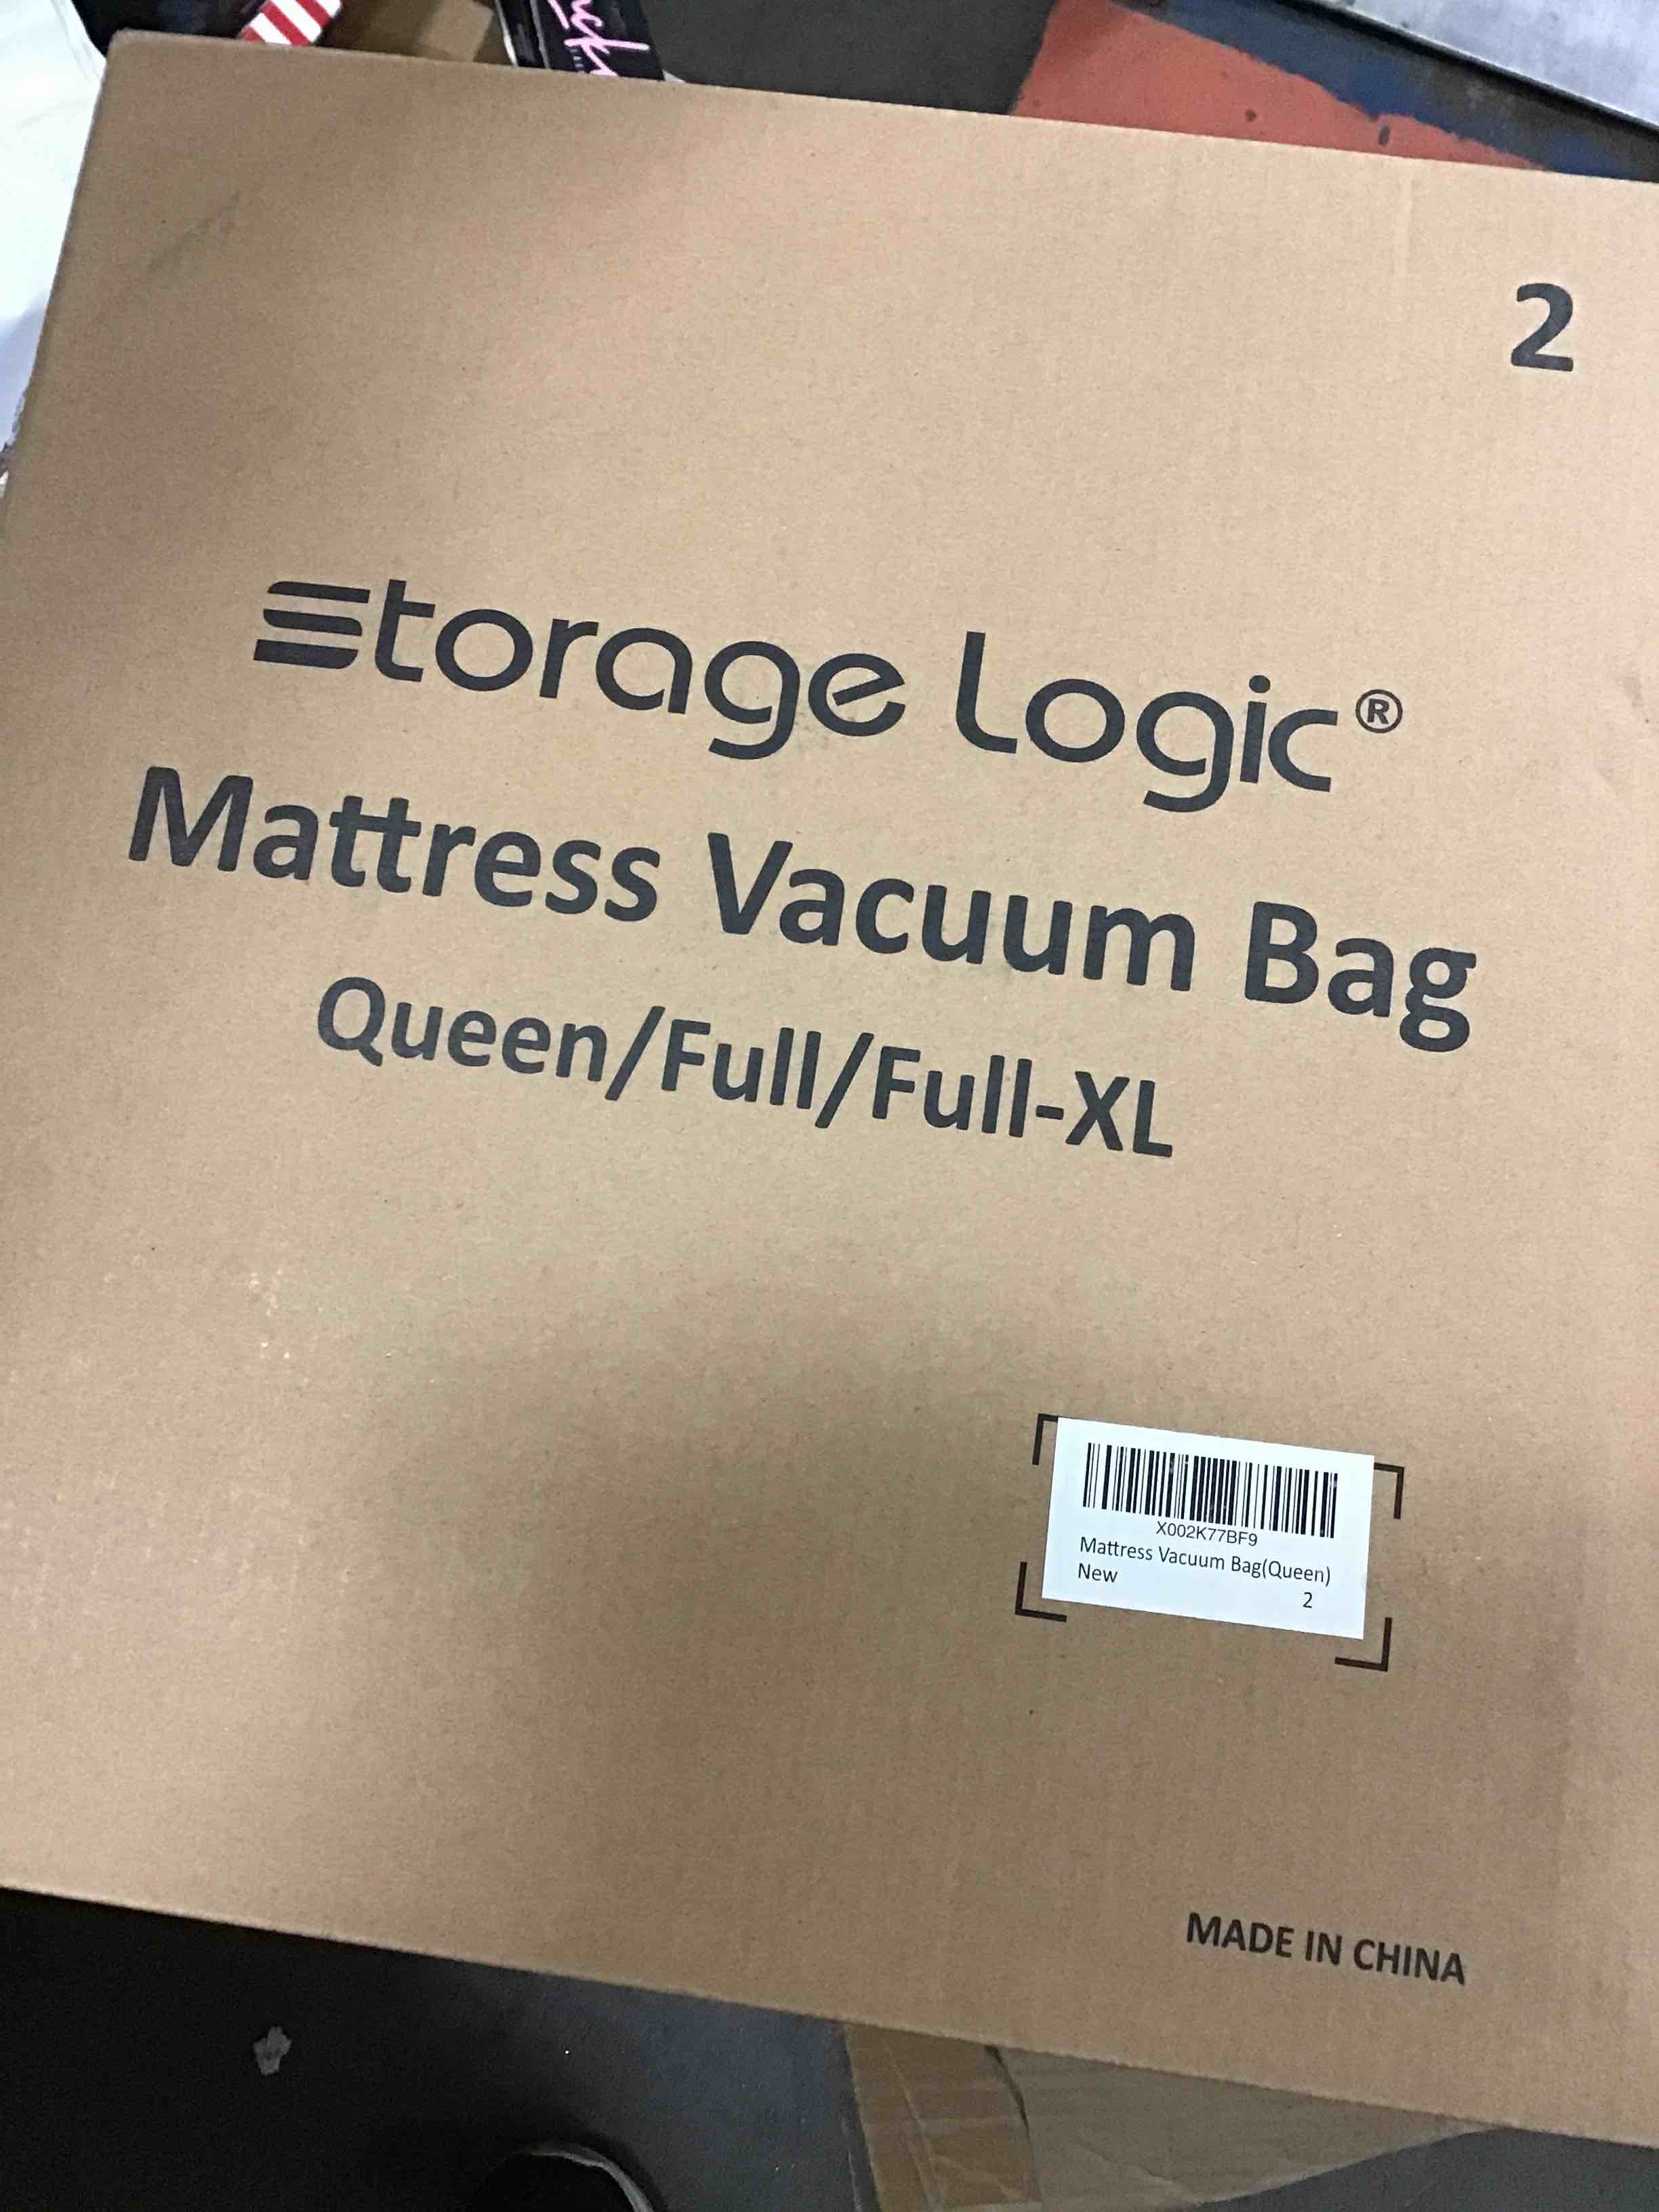 2
Storage Logic®
Mattress Vacuum Bag
Queen/Full/Full-XL
X002K77BF9
Mattress Vacuum Bag(Queen)
New
2
MADE IN CHINA